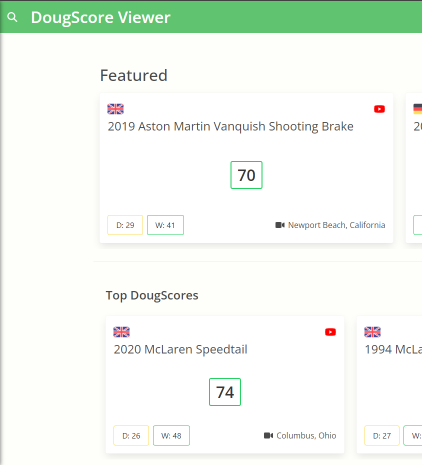 DougScore Viewer
Featured
2019 Aston Martin Vanquish Shooting Brake
70
D: 29
W: 41
Newport Beach, California
Top DougScores
2020 McLaren Speedtail
1994 McLa
74
D: 26
W: 48
Columbus, Ohio
D: 27
W: